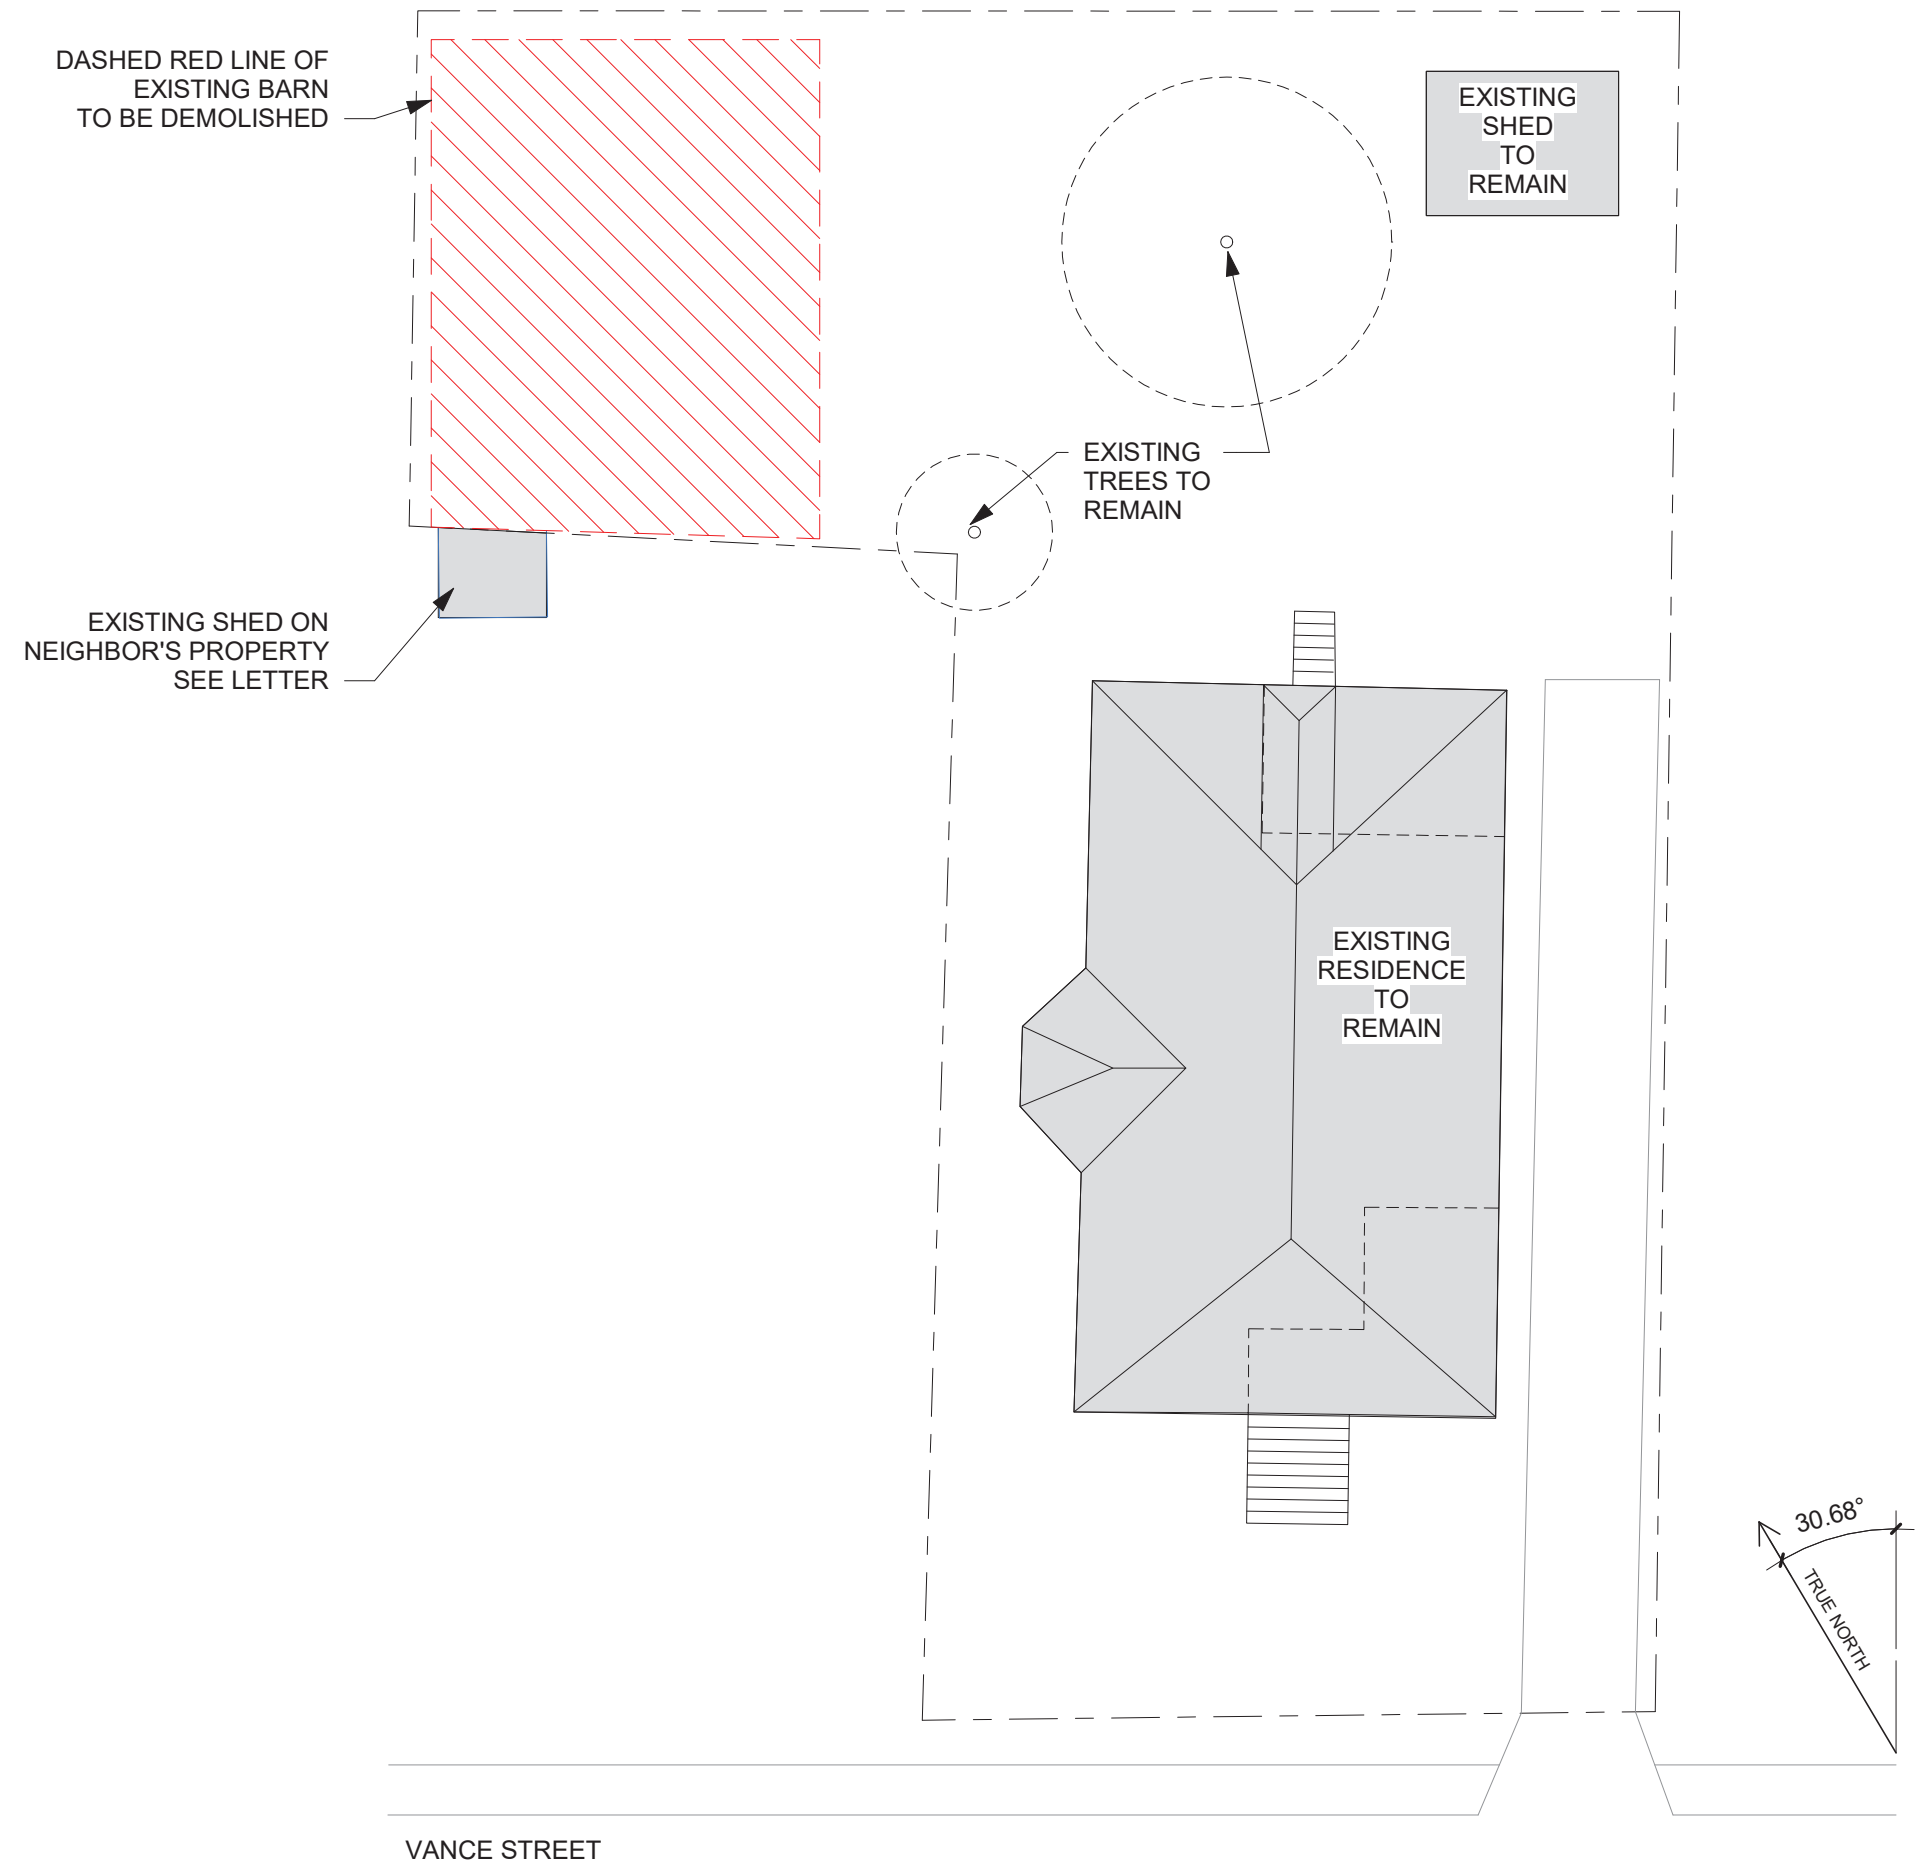 DASHED RED LINE OF
EXISTING BARN
TO BE DEMOLISHED
EXISTING
SHED
TO
REMAIN
EXISTING
TREES TO
REMAIN
EXISTING SHED ON
NEIGHBOR'S PROPERTY
SEE LETTER
EXISTING
RESIDENCE
TO
REMAIN
30.68°
TRUE NORTH
VANCE STREET